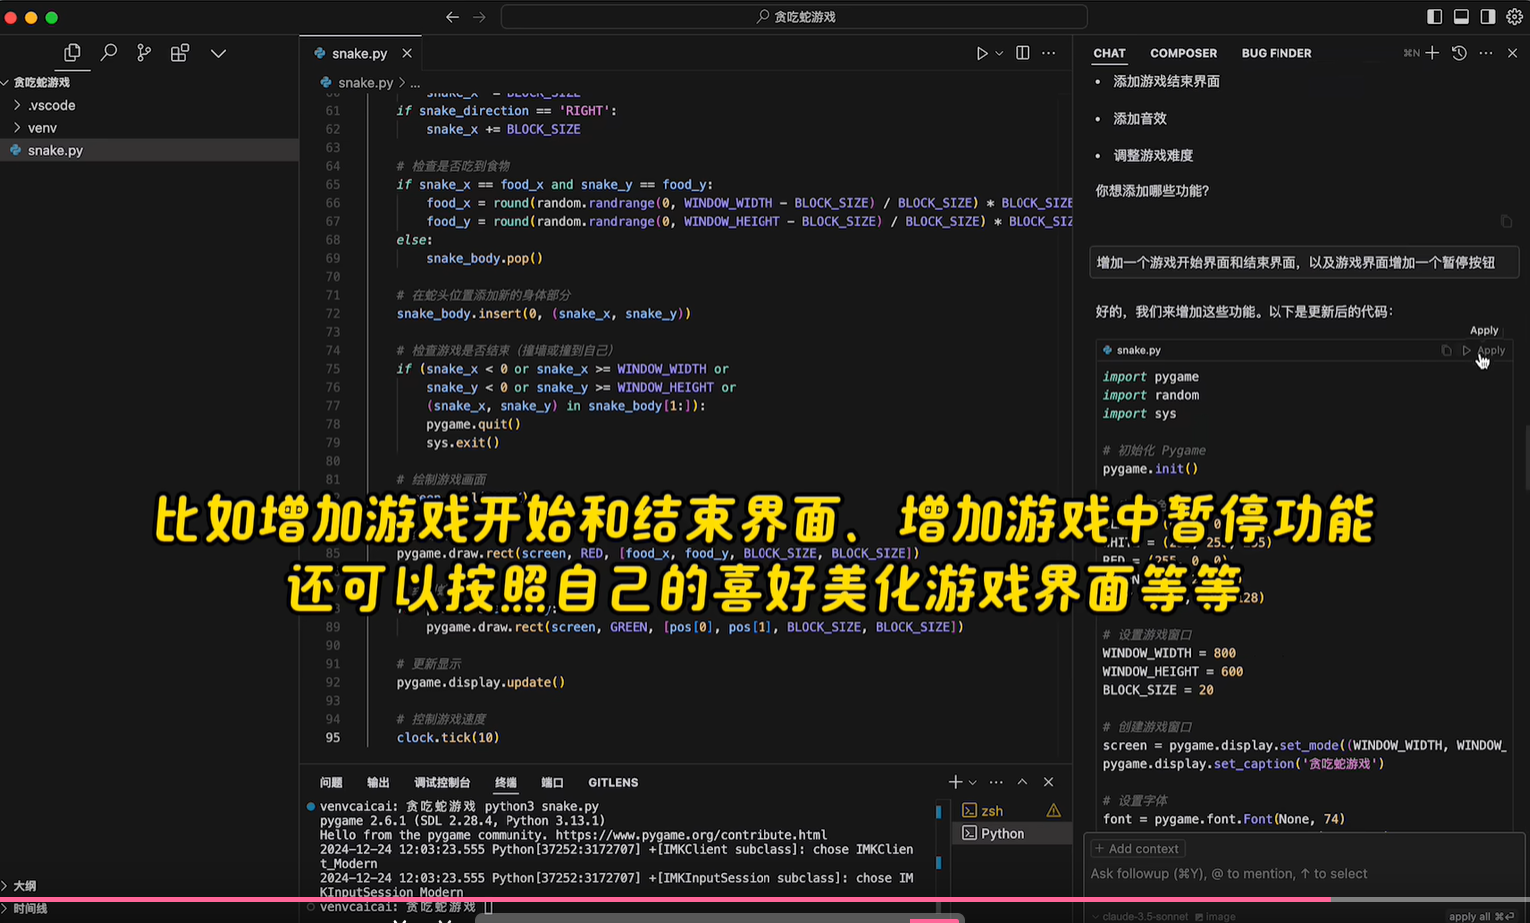 贪吃蛇游戏
snake.py
CHAT COMPOSER BUG FINDER ⌘N
贪吃蛇游戏
.vscode
venv
snake.py
snake.py > ...
61 if snake_direction == 'RIGHT':
62 snake_x += BLOCK_SIZE
63
64 # 检查是否吃到食物
65 if snake_x == food_x and snake_y == food_y:
66 food_x = round(random.randrange(0, WINDOW_WIDTH - BLOCK_SIZE) / BLOCK_SIZE) * BLOCK_SIZE
67 food_y = round(random.randrange(0, WINDOW_HEIGHT - BLOCK_SIZE) / BLOCK_SIZE) * BLOCK_SIZ
68 else:
69 snake_body.pop()
70
71 # 在蛇头位置添加新的身体部分
72 snake_body.insert(0, (snake_x, snake_y))
73
74 # 检查游戏是否结束（撞墙或撞到自己）
75 if (snake_x < 0 or snake_x >= WINDOW_WIDTH or
76 snake_y < 0 or snake_y >= WINDOW_HEIGHT or
77 (snake_x, snake_y) in snake_body[1:]):
78 pygame.quit()
79 sys.exit()
80
81 # 绘制游戏画面
85 pygame.draw.rect(screen, RED, [food_x, food_y, BLOCK_SIZE, BLOCK_SIZE])
89 pygame.draw.rect(screen, GREEN, [pos[0], pos[1], BLOCK_SIZE, BLOCK_SIZE])
90
91 # 更新显示
92 pygame.display.update()
93
94 # 控制游戏速度
95 clock.tick(10)
比如增加游戏开始和结束界面、增加游戏中暂停功能
还可以按照自己的喜好美化游戏界面等等
问题 输出 调试控制台 终端 端口 GITLENS
venvcaicai: 贪吃蛇游戏 python3 snake.py
pygame 2.6.1 (SDL 2.28.4, Python 3.13.1)
Hello from the pygame community. https://www.pygame.org/contribute.html
2024-12-24 12:03:23.555 Python[37252:3172707] +[IMKClient subclass]: chose IMKClien
t_Modern
2024-12-24 12:03:23.555 Python[37252:3172707] +[IMKInputSession subclass]: chose IM
KInputSession_Modern
venvcaicai: 贪吃蛇游戏
zsh
Python
大纲
时间线
• 添加游戏结束界面
• 添加音效
• 调整游戏难度
你想添加哪些功能?
增加一个游戏开始界面和结束界面，以及游戏界面增加一个暂停按钮
好的，我们来增加这些功能。以下是更新后的代码:
Apply
snake.py Apply
import pygame
import random
import sys
# 初始化 Pygame
pygame.init()
# 设置游戏窗口
WINDOW_WIDTH = 800
WINDOW_HEIGHT = 600
BLOCK_SIZE = 20
# 创建游戏窗口
screen = pygame.display.set_mode((WINDOW_WIDTH, WINDOW_
pygame.display.set_caption('贪吃蛇游戏')
# 设置字体
font = pygame.font.Font(None, 74)
+ Add context
Ask followup (⌘Y), @ to mention, ↑ to select
claude-3.5-sonnet image apply all ⌘⏎